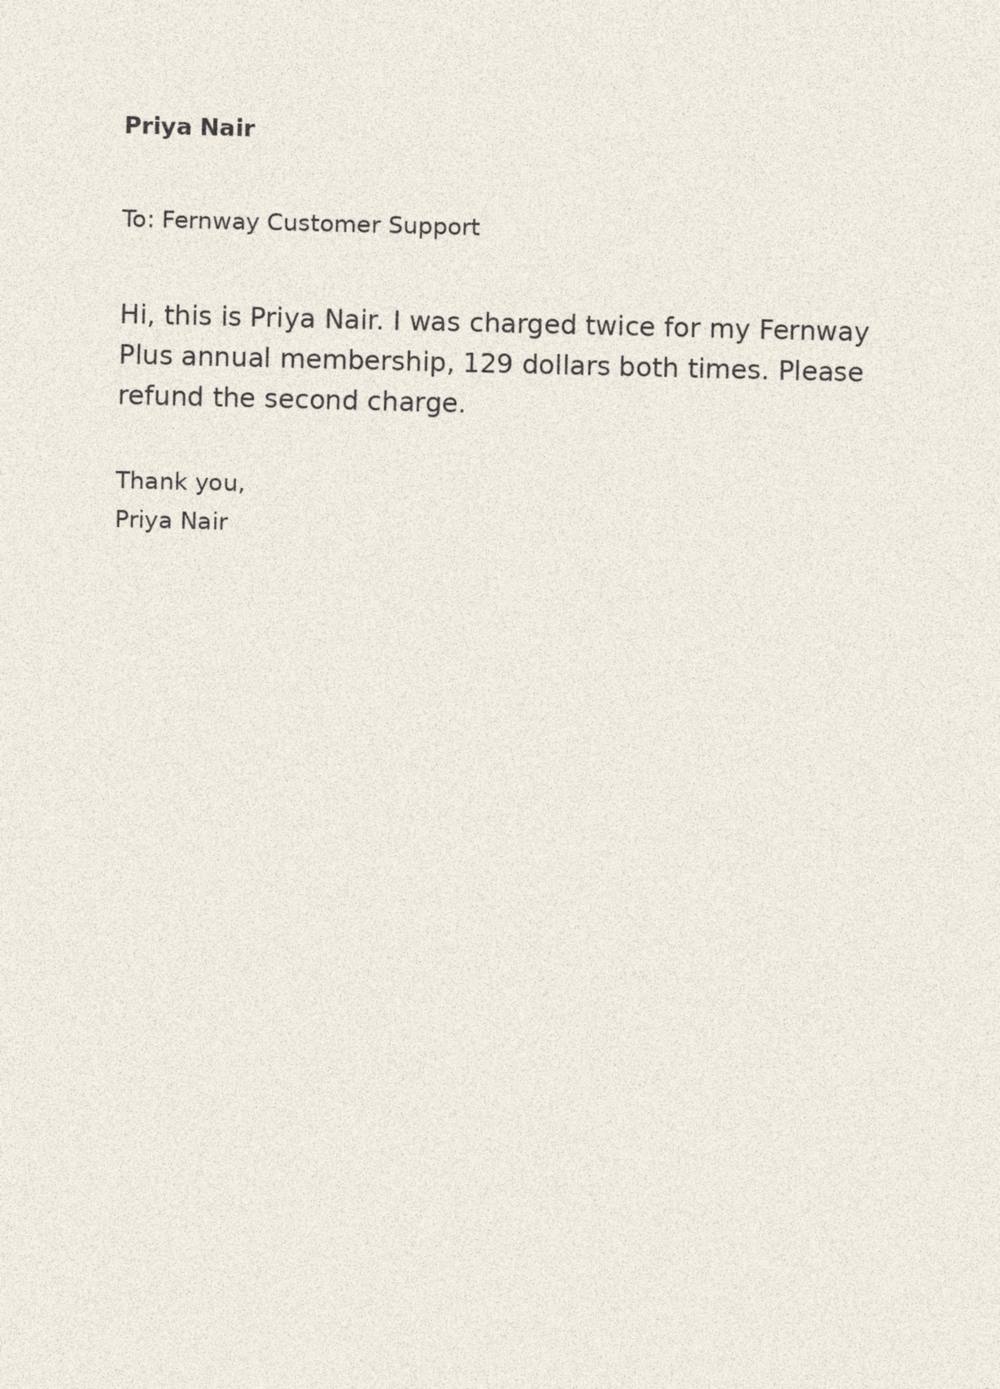 Priya Nair
To: Fernway Customer Support
Hi, this is Priya Nair. I was charged twice for my Fernway
Plus annual membership, 129 dollars both times. Please
refund the second charge.
Thank you,
Priya Nair